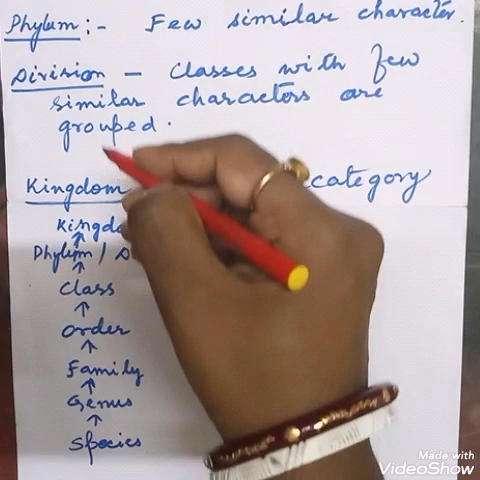 Phylum :- Few similar character.
Division - Classes with few
similar characters are
grouped.
Kingdom category
Kingdo
Phylum /
Class
Order
Family
Genus
Species
Made with
VideoShow